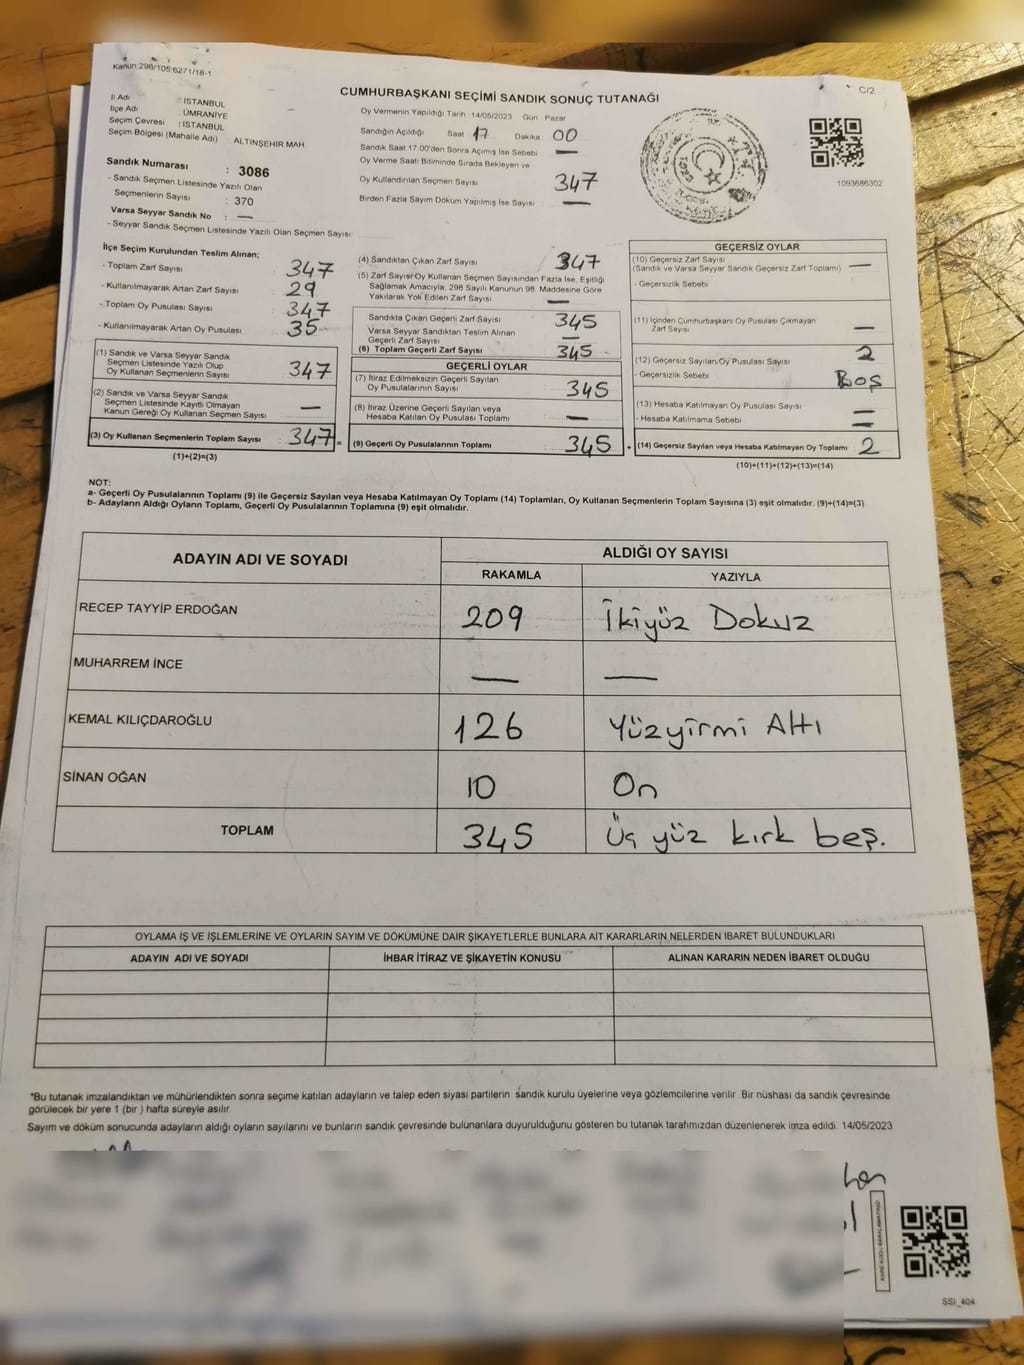 Kanun:298/105;6271/18-1
C/2
CUMHURBAŞKANI SEÇİMİ SANDIK SONUÇ TUTANAĞI
İl Adı : İSTANBUL
İlçe Adı : ÜMRANİYE
Seçim Çevresi : İSTANBUL
Seçim Bölgesi (Mahalle Adı) ALTINŞEHİR MAH.
Sandık Numarası : 3086
- Sandık Seçmen Listesinde Yazılı Olan
Seçmenlerin Sayısı : 370
Varsa Seyyar Sandık No : —
- Seyyar Sandık Seçmen Listesinde Yazılı Olan Seçmen Sayısı
Oy Vermenin Yapıldığı Tarih 14/05/2023 Gün : Pazar
Sandığın Açıldığı Saat 17 Dakika 00
Sandık Saat 17:00'den Sonra Açılmış İse Sebebi —
Oy Verme Saati Bitiminde Sırada Bekleyen ve
Oy Kullandırılan Seçmen Sayısı 347
Birden Fazla Sayım Döküm Yapılmış İse Sayısı —
1093686302
İlçe Seçim Kurulundan Teslim Alınan;
- Toplam Zarf Sayısı : 347
- Kullanılmayarak Artan Zarf Sayısı : 29
- Toplam Oy Pusulası Sayısı : 347
- Kullanılmayarak Artan Oy Pusulası : 35
(1) Sandık ve Varsa Seyyar Sandık
Seçmen Listesinde Yazılı Olup
Oy Kullanan Seçmenlerin Sayısı 347
(2) Sandık ve Varsa Seyyar Sandık
Seçmen Listesinde Kayıtlı Olmayan
Kanun Gereği Oy Kullanan Seçmen Sayısı —
(3) Oy Kullanan Seçmenlerin Toplam Sayısı 347 =
(1)+(2)=(3)
(4) Sandıktan Çıkan Zarf Sayısı 347
(5) Zarf Sayısı Oy Kullanan Seçmen Sayısından Fazla İse, Eşitliği
Sağlamak Amacıyla, 298 Sayılı Kanunun 98. Maddesine Göre
Yakılarak Yok Edilen Zarf Sayısı —
Sandıkta Çıkan Geçerli Zarf Sayısı 345
Varsa Seyyar Sandıktan Teslim Alınan
Geçerli Zarf Sayısı —
(6) Toplam Geçerli Zarf Sayısı 345
GEÇERLİ OYLAR
(7) İtiraz Edilmeksizin Geçerli Sayılan
Oy Pusulalarının Sayısı 345
(8) İtiraz Üzerine Geçerli Sayılan veya
Hesaba Katılan Oy Pusulası Toplamı —
(9) Geçerli Oy Pusulalarının Toplamı 345 +
GEÇERSİZ OYLAR
(10) Geçersiz Zarf Sayısı
(Sandık ve Varsa Seyyar Sandık Geçersiz Zarf Toplamı) —
- Geçersizlik Sebebi
(11) İçinden Cumhurbaşkanı Oy Pusulası Çıkmayan
Zarf Sayısı —
(12) Geçersiz Sayılan Oy Pusulası Sayısı 2
- Geçersizlik Sebebi Boş
(13) Hesaba Katılmayan Oy Pusulası Sayısı —
- Hesaba Katılmama Sebebi —
(14) Geçersiz Sayılan veya Hesaba Katılmayan Oy Toplamı 2
(10)+(11)+(12)+(13)=(14)
NOT:
a- Geçerli Oy Pusulalarının Toplamı (9) ile Geçersiz Sayılan veya Hesaba Katılmayan Oy Toplamı (14) Toplamları, Oy Kullanan Seçmenlerin Toplam Sayısına (3) eşit olmalıdır. (9)+(14)=(3)
b- Adayların Aldığı Oyların Toplamı, Geçerli Oy Pusulalarının Toplamına (9) eşit olmalıdır.
ADAYIN ADI VE SOYADI
ALDIĞI OY SAYISI
RAKAMLA YAZIYLA
RECEP TAYYİP ERDOĞAN 209 İkiyüz Dokuz
MUHARREM İNCE — —
KEMAL KILIÇDAROĞLU 126 Yüzyirmi Altı
SİNAN OĞAN 10 On
TOPLAM 345 Üç yüz kırk beş.
OYLAMA İŞ VE İŞLEMLERİNE VE OYLARIN SAYIM VE DÖKÜMÜNE DAİR ŞİKAYETLERLE BUNLARA AİT KARARLARIN NELERDEN İBARET BULUNDUKLARI
ADAYIN ADI VE SOYADI İHBAR İTİRAZ VE ŞİKAYETİN KONUSU ALINAN KARARIN NEDEN İBARET OLDUĞU
*Bu tutanak imzalandıktan ve mühürlendikten sonra seçime katılan adayların ve talep eden siyasi partilerin sandık kurulu üyelerine veya gözlemcilerine verilir. Bir nüshası da sandık çevresinde
görülecek bir yere 1 (bir ) hafta süreyle asılır.
Sayım ve döküm sonucunda adayların aldığı oyların sayılarını ve bunların sandık çevresinde bulunanlara duyurulduğunu gösteren bu tutanak tarafımızdan düzenlenerek imza edildi. 14/05/2023
SSI_404